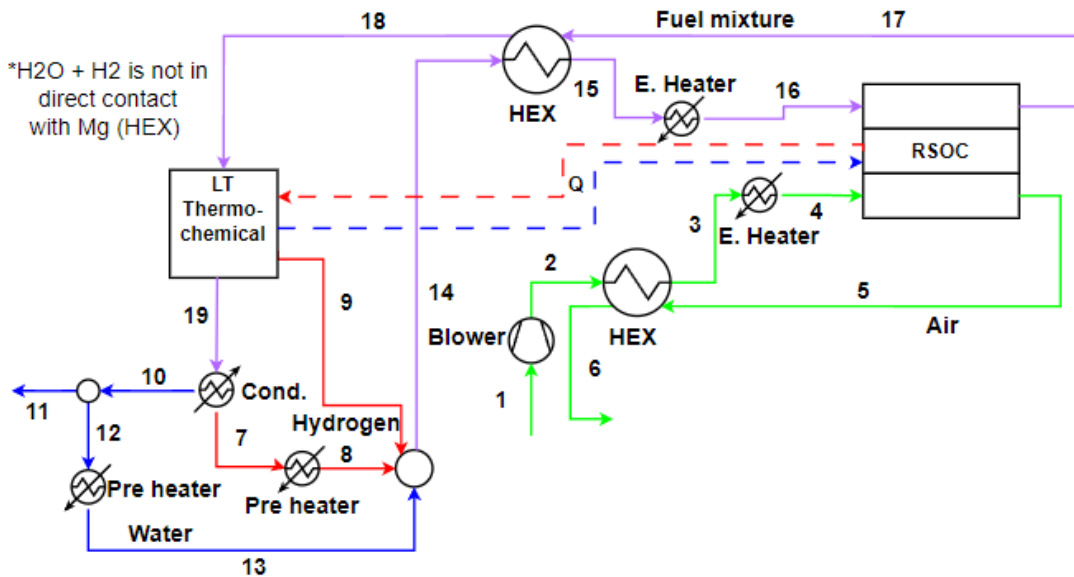 18
Fuel mixture
17
*H2O + H2 is not in
direct contact
with Mg (HEX)
HEX
15
E. Heater
16
RSOC
LT
Thermo-
chemical
Q
3
4
E. Heater
2
14
9
5
19
Blower
HEX
Air
10
Cond.
6
11
12
7
Hydrogen
8
1
Pre heater
Pre heater
Water
13